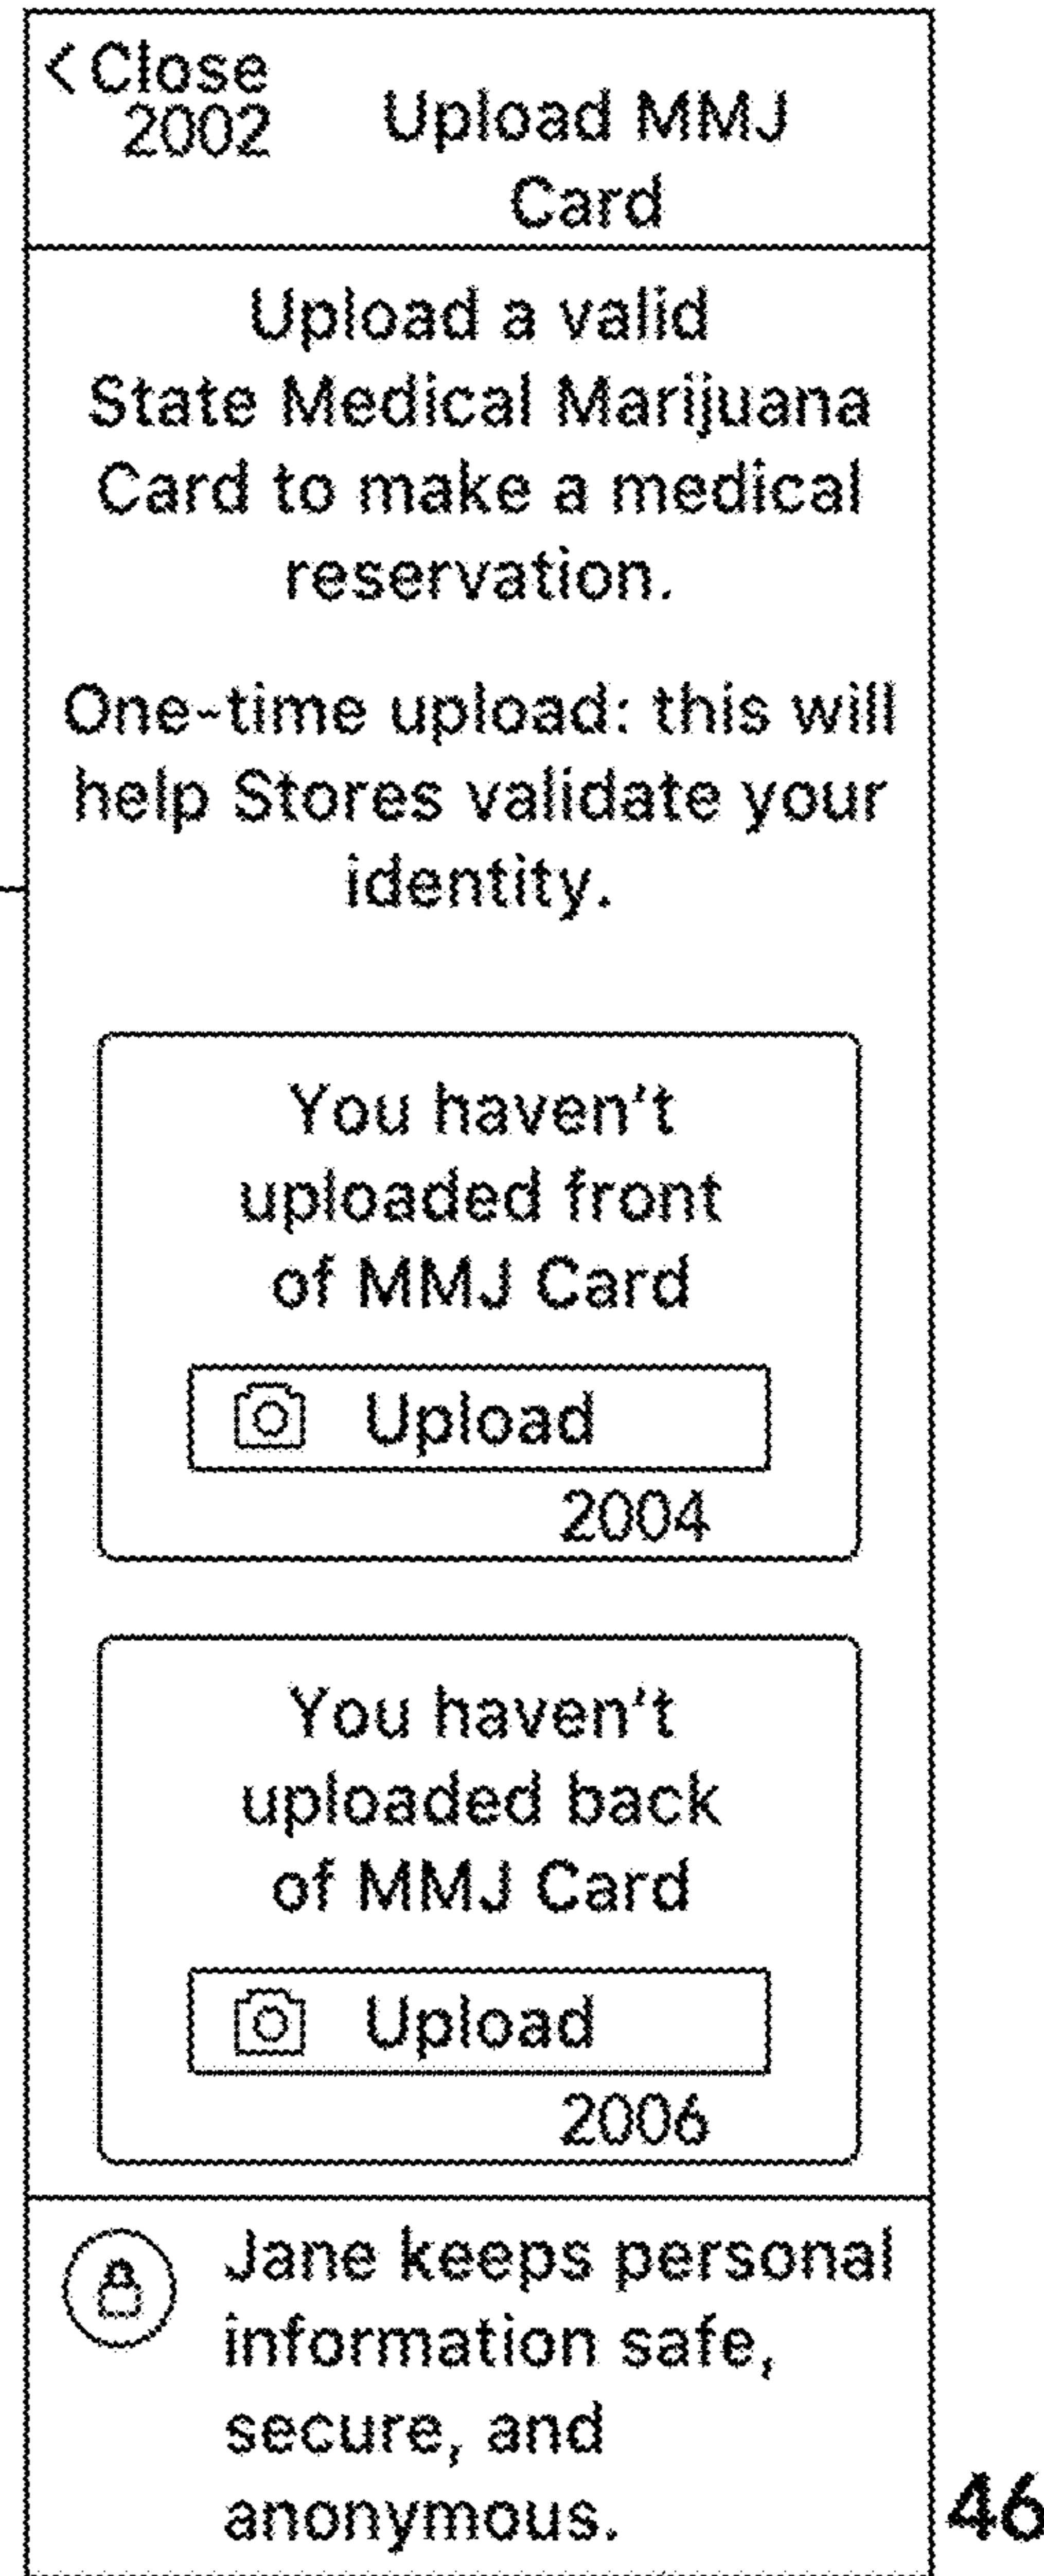 < Close
2002
Upload MMJ
Card
Upload a valid
State Medical Marijuana
Card to make a medical
reservation.
One-time upload: this will
help Stores validate your
identity.
You haven't
uploaded front
of MMJ Card
Upload
2004
You haven't
uploaded back
of MMJ Card
Upload
2006
Jane keeps personal
information safe,
secure, and
anonymous.
46